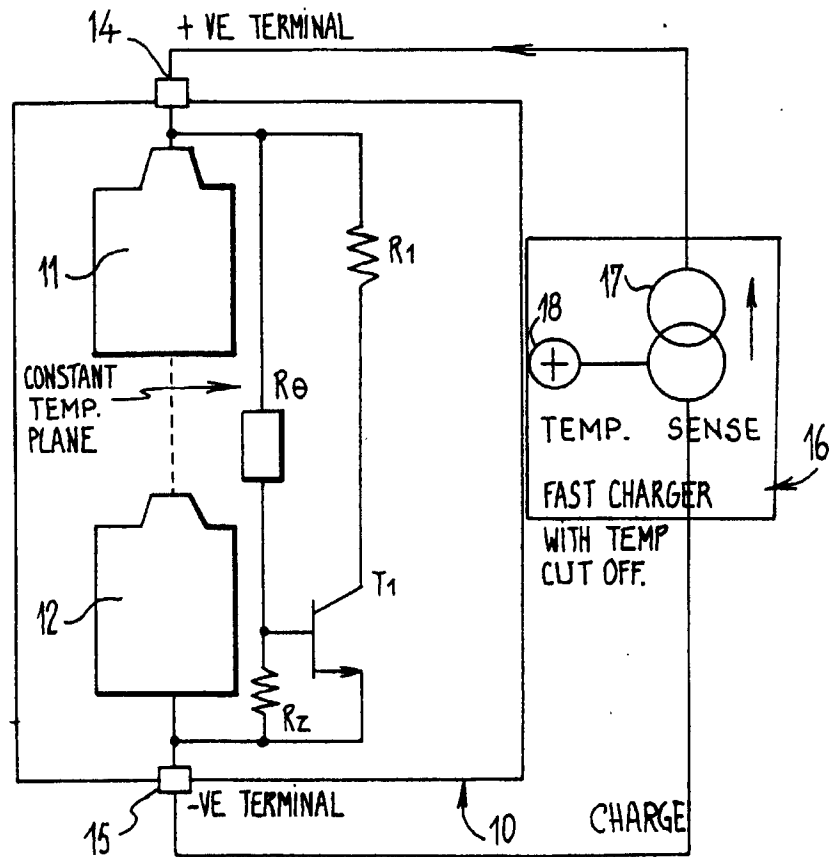 14
+ VE TERMINAL
11
R1
17
18
CONSTANT
TEMP.
PLANE
Rθ
TEMP. SENSE
16
FAST CHARGER
WITH TEMP
CUT OFF.
12
T1
Rz
-VE TERMINAL
15
10
CHARGE